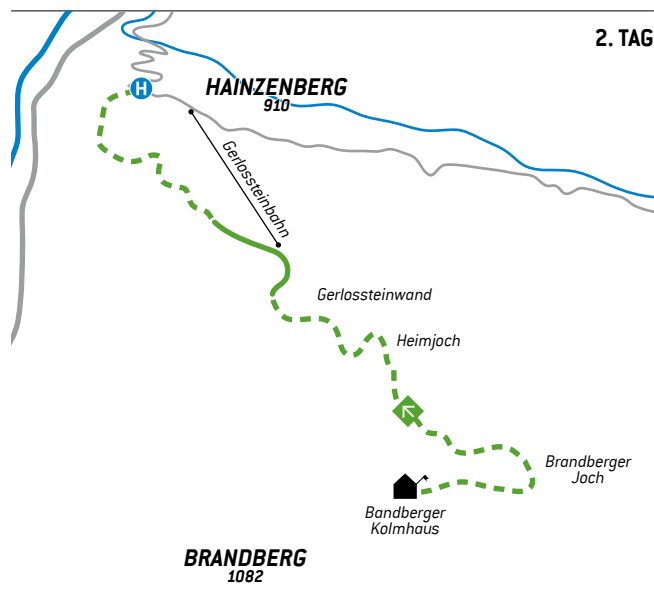 2. TAG
H
HAINZENBERG
910
Gerlossteinbahn
Gerlossteinwand
Heimjoch
Brandberger
Joch
Bandberger
Kolmhaus
BRANDBERG
1082